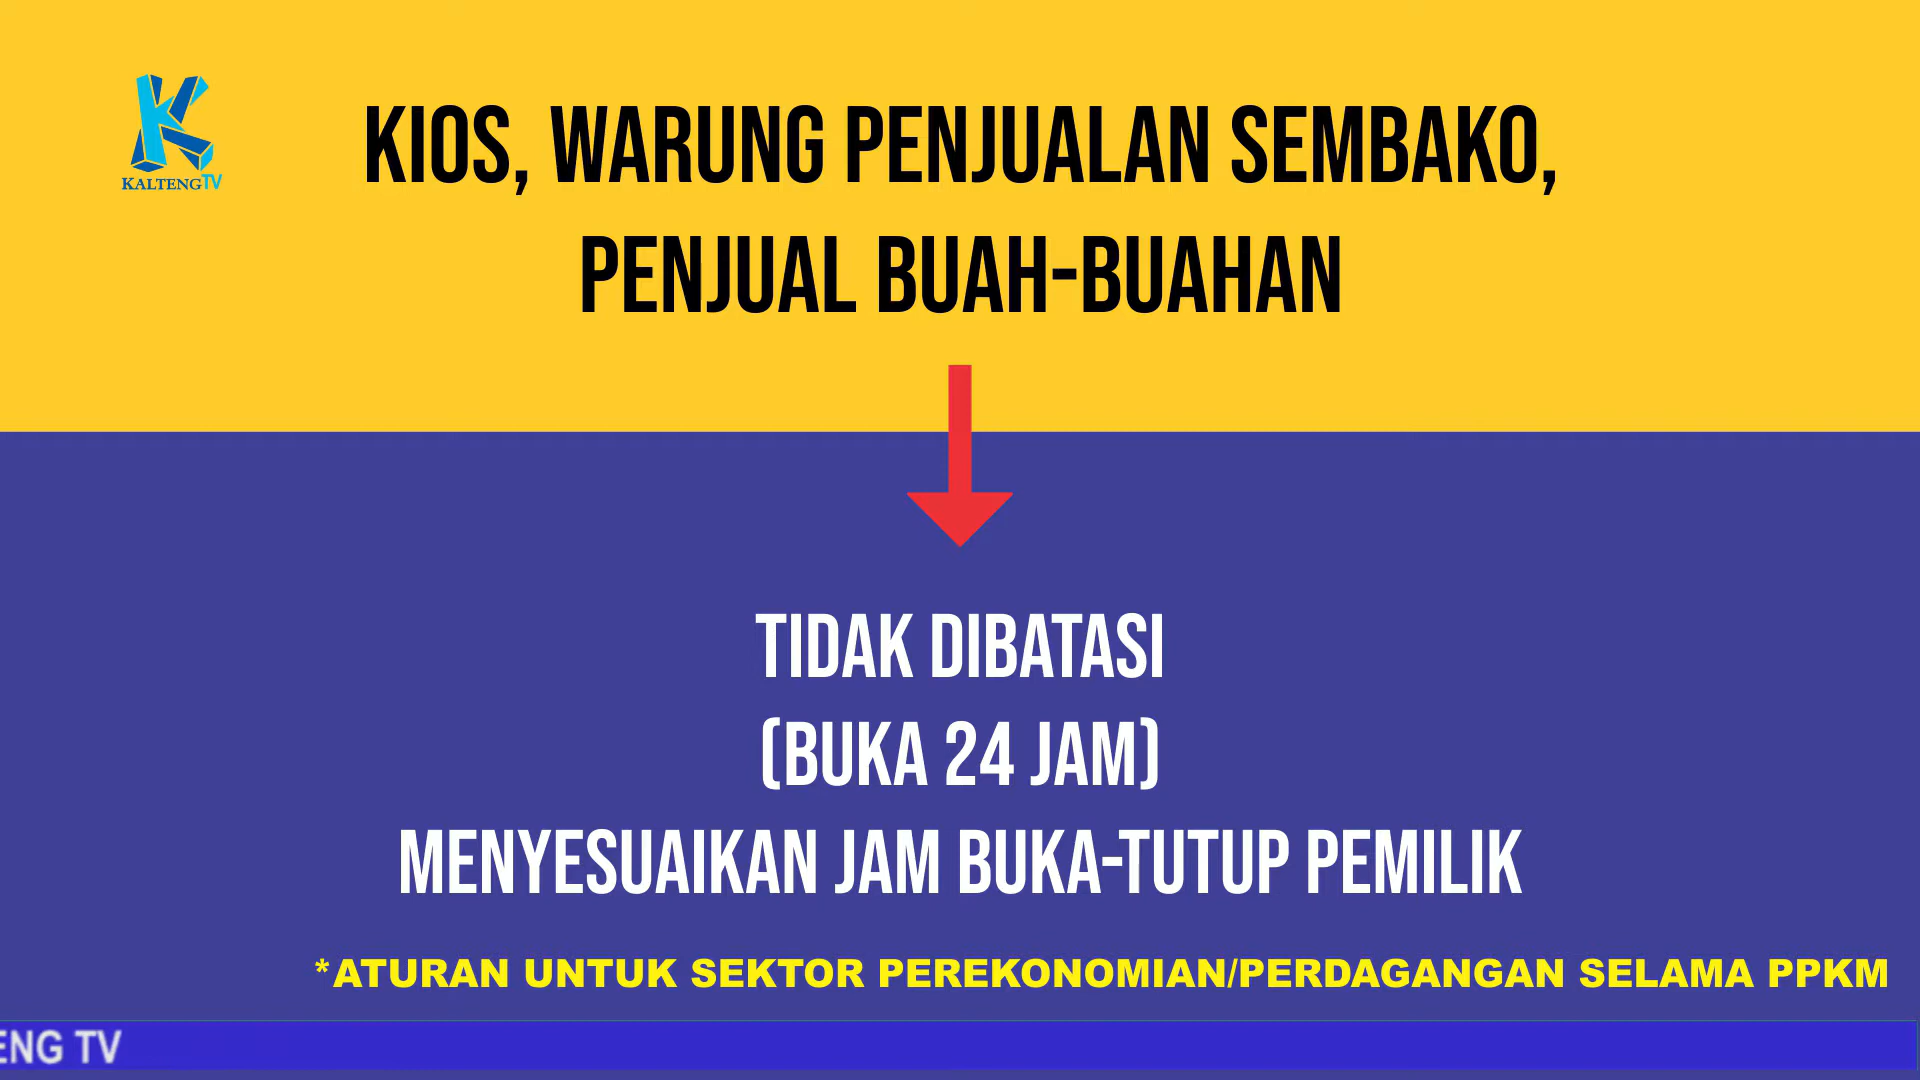 KALTENGTV
KIOS, WARUNG PENJUALAN SEMBAKO,
PENJUAL BUAH-BUAHAN
TIDAK DIBATASI
(BUKA 24 JAM)
MENYESUAIKAN JAM BUKA-TUTUP PEMILIK
*ATURAN UNTUK SEKTOR PEREKONOMIAN/PERDAGANGAN SELAMA PPKM
ENG TV